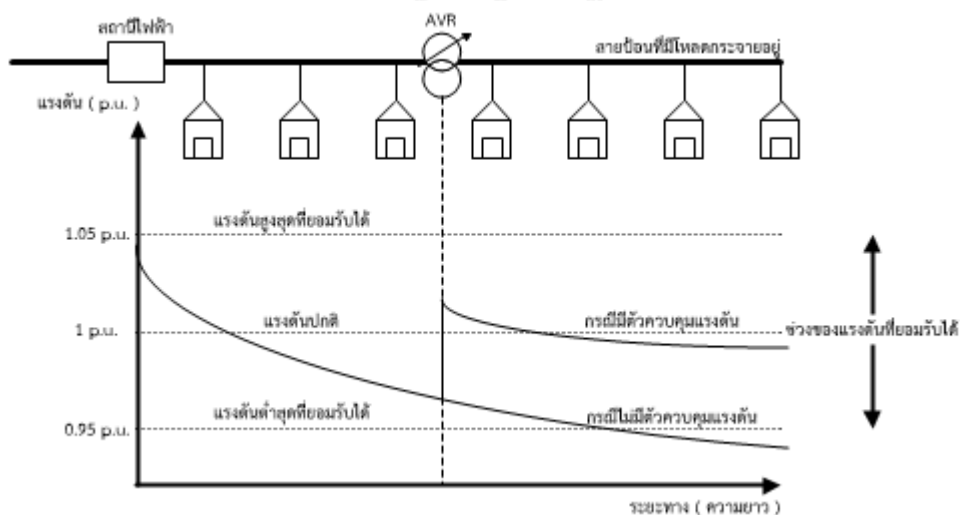 AVR
สถานีไฟฟ้า
สายป้อนที่มีโหลดกระจายอยู่
แรงดัน ( p.u. )
แรงดันสูงสุดที่ยอมรับได้
1.05 p.u.
แรงดันปกติ
กรณีมีตัวควบคุมแรงดัน
1 p.u.
ช่วงของแรงดันที่ยอมรับได้
แรงดันต่ำสุดที่ยอมรับได้
กรณีไม่มีตัวควบคุมแรงดัน
0.95 p.u.
ระยะทาง ( ความยาว )